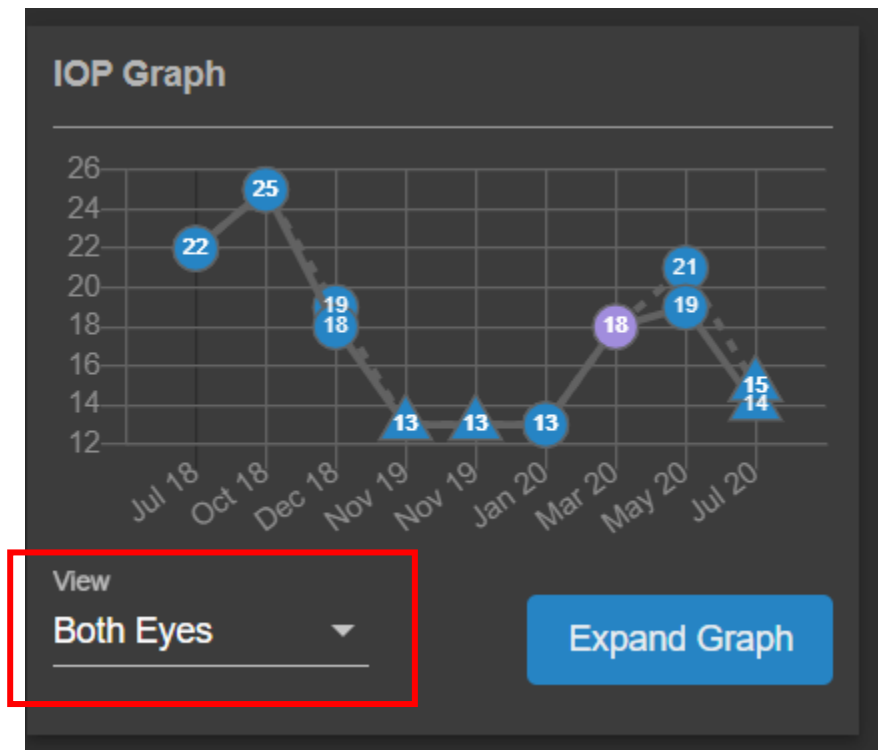 IOP Graph
26
24
22
20
18
16
14
12
22
25
19
18
13
13
13
18
21
19
15
14
Jul 18
Oct 18
Dec 18
Nov 19
Nov 19
Jan 20
Mar 20
May 20
Jul 20
View
Both Eyes
Expand Graph